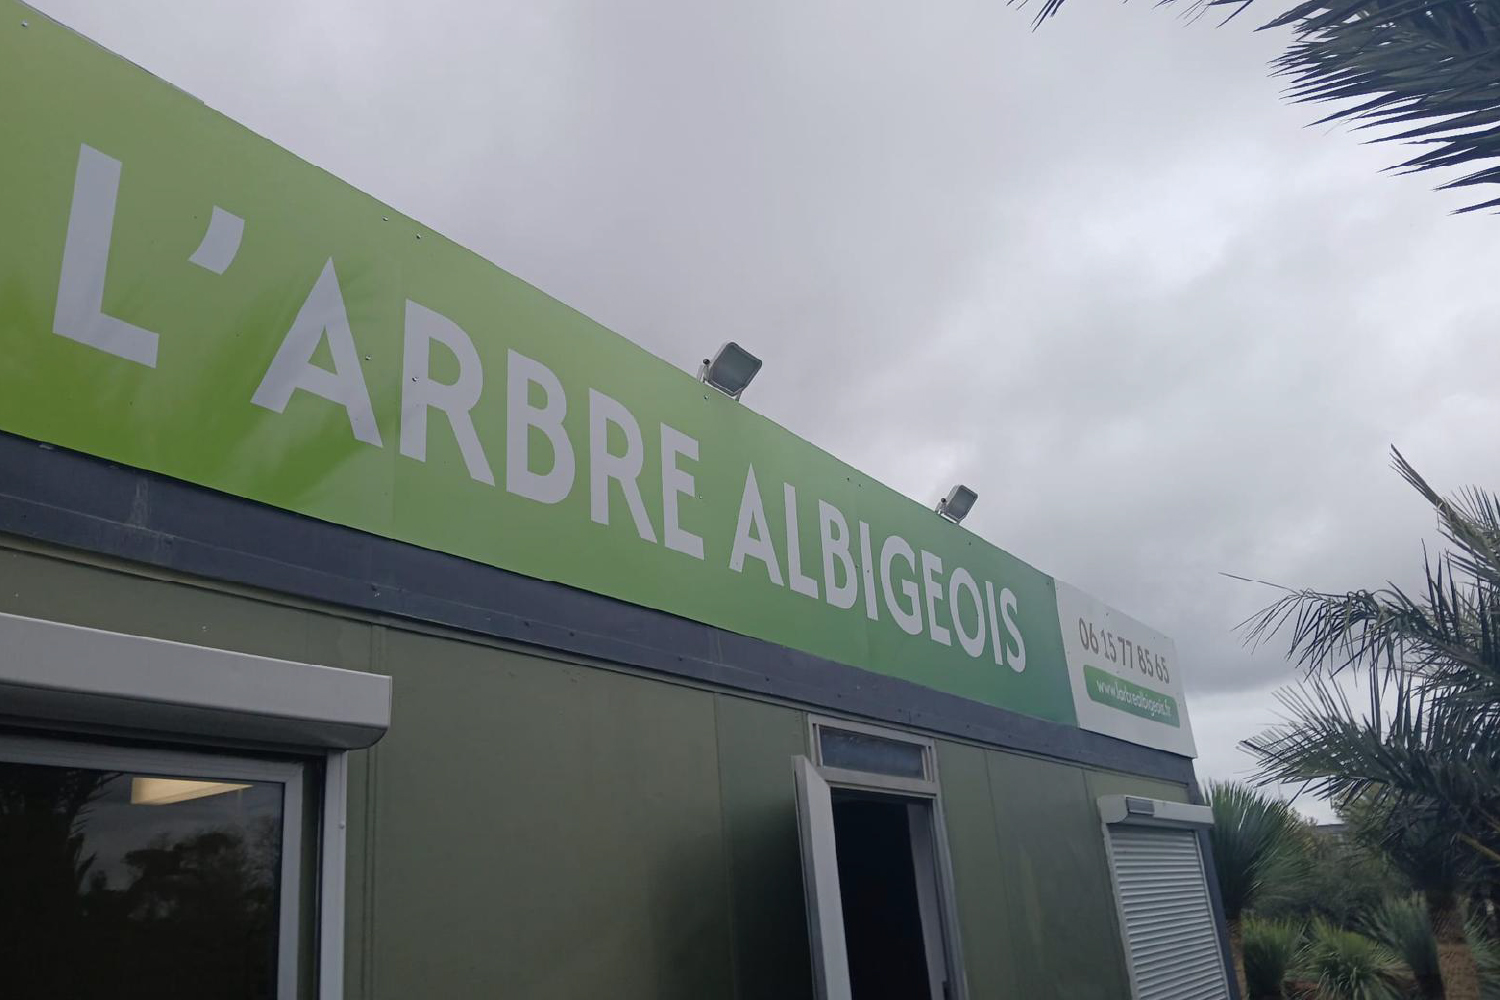 L'ARBRE ALBIGEOIS
06 15 77 85 65
www.larbrealbigeois.fr